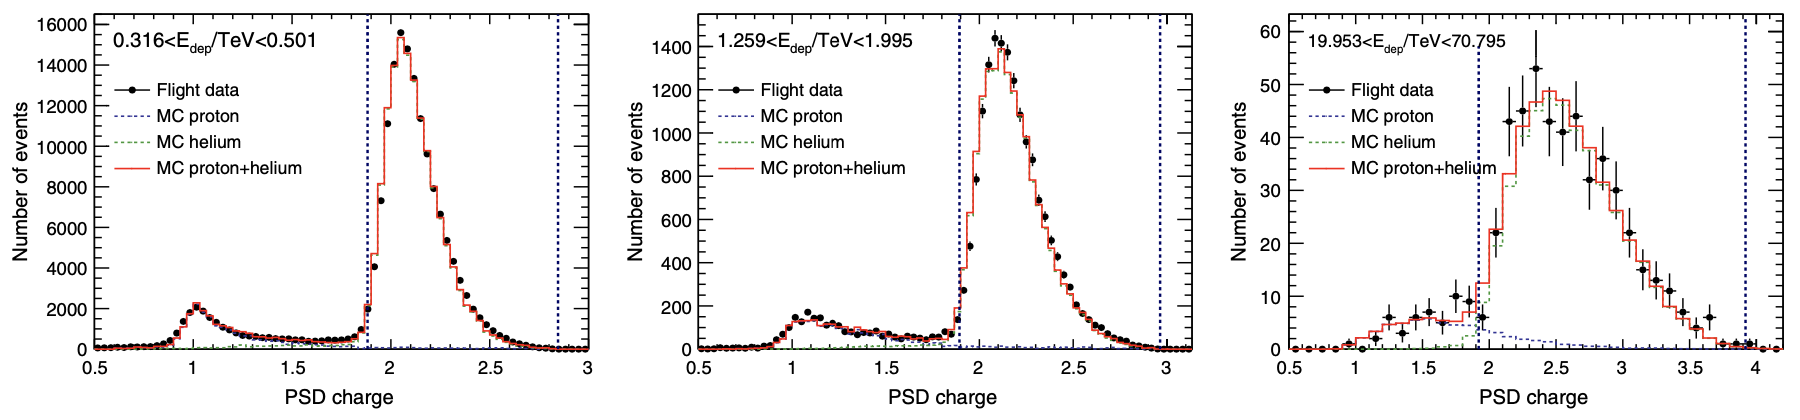 0.316<E_dep/TeV<0.501
Flight data
MC proton
MC helium
MC proton+helium
Number of events
16000
14000
12000
10000
8000
6000
4000
2000
0
0.5 1 1.5 2 2.5 3
PSD charge
1.259<E_dep/TeV<1.995
Flight data
MC proton
MC helium
MC proton+helium
Number of events
1400
1200
1000
800
600
400
200
0
0.5 1 1.5 2 2.5 3
PSD charge
19.953<E_dep/TeV<70.795
Flight data
MC proton
MC helium
MC proton+helium
Number of events
60
50
40
30
20
10
0
0.5 1 1.5 2 2.5 3 3.5 4
PSD charge